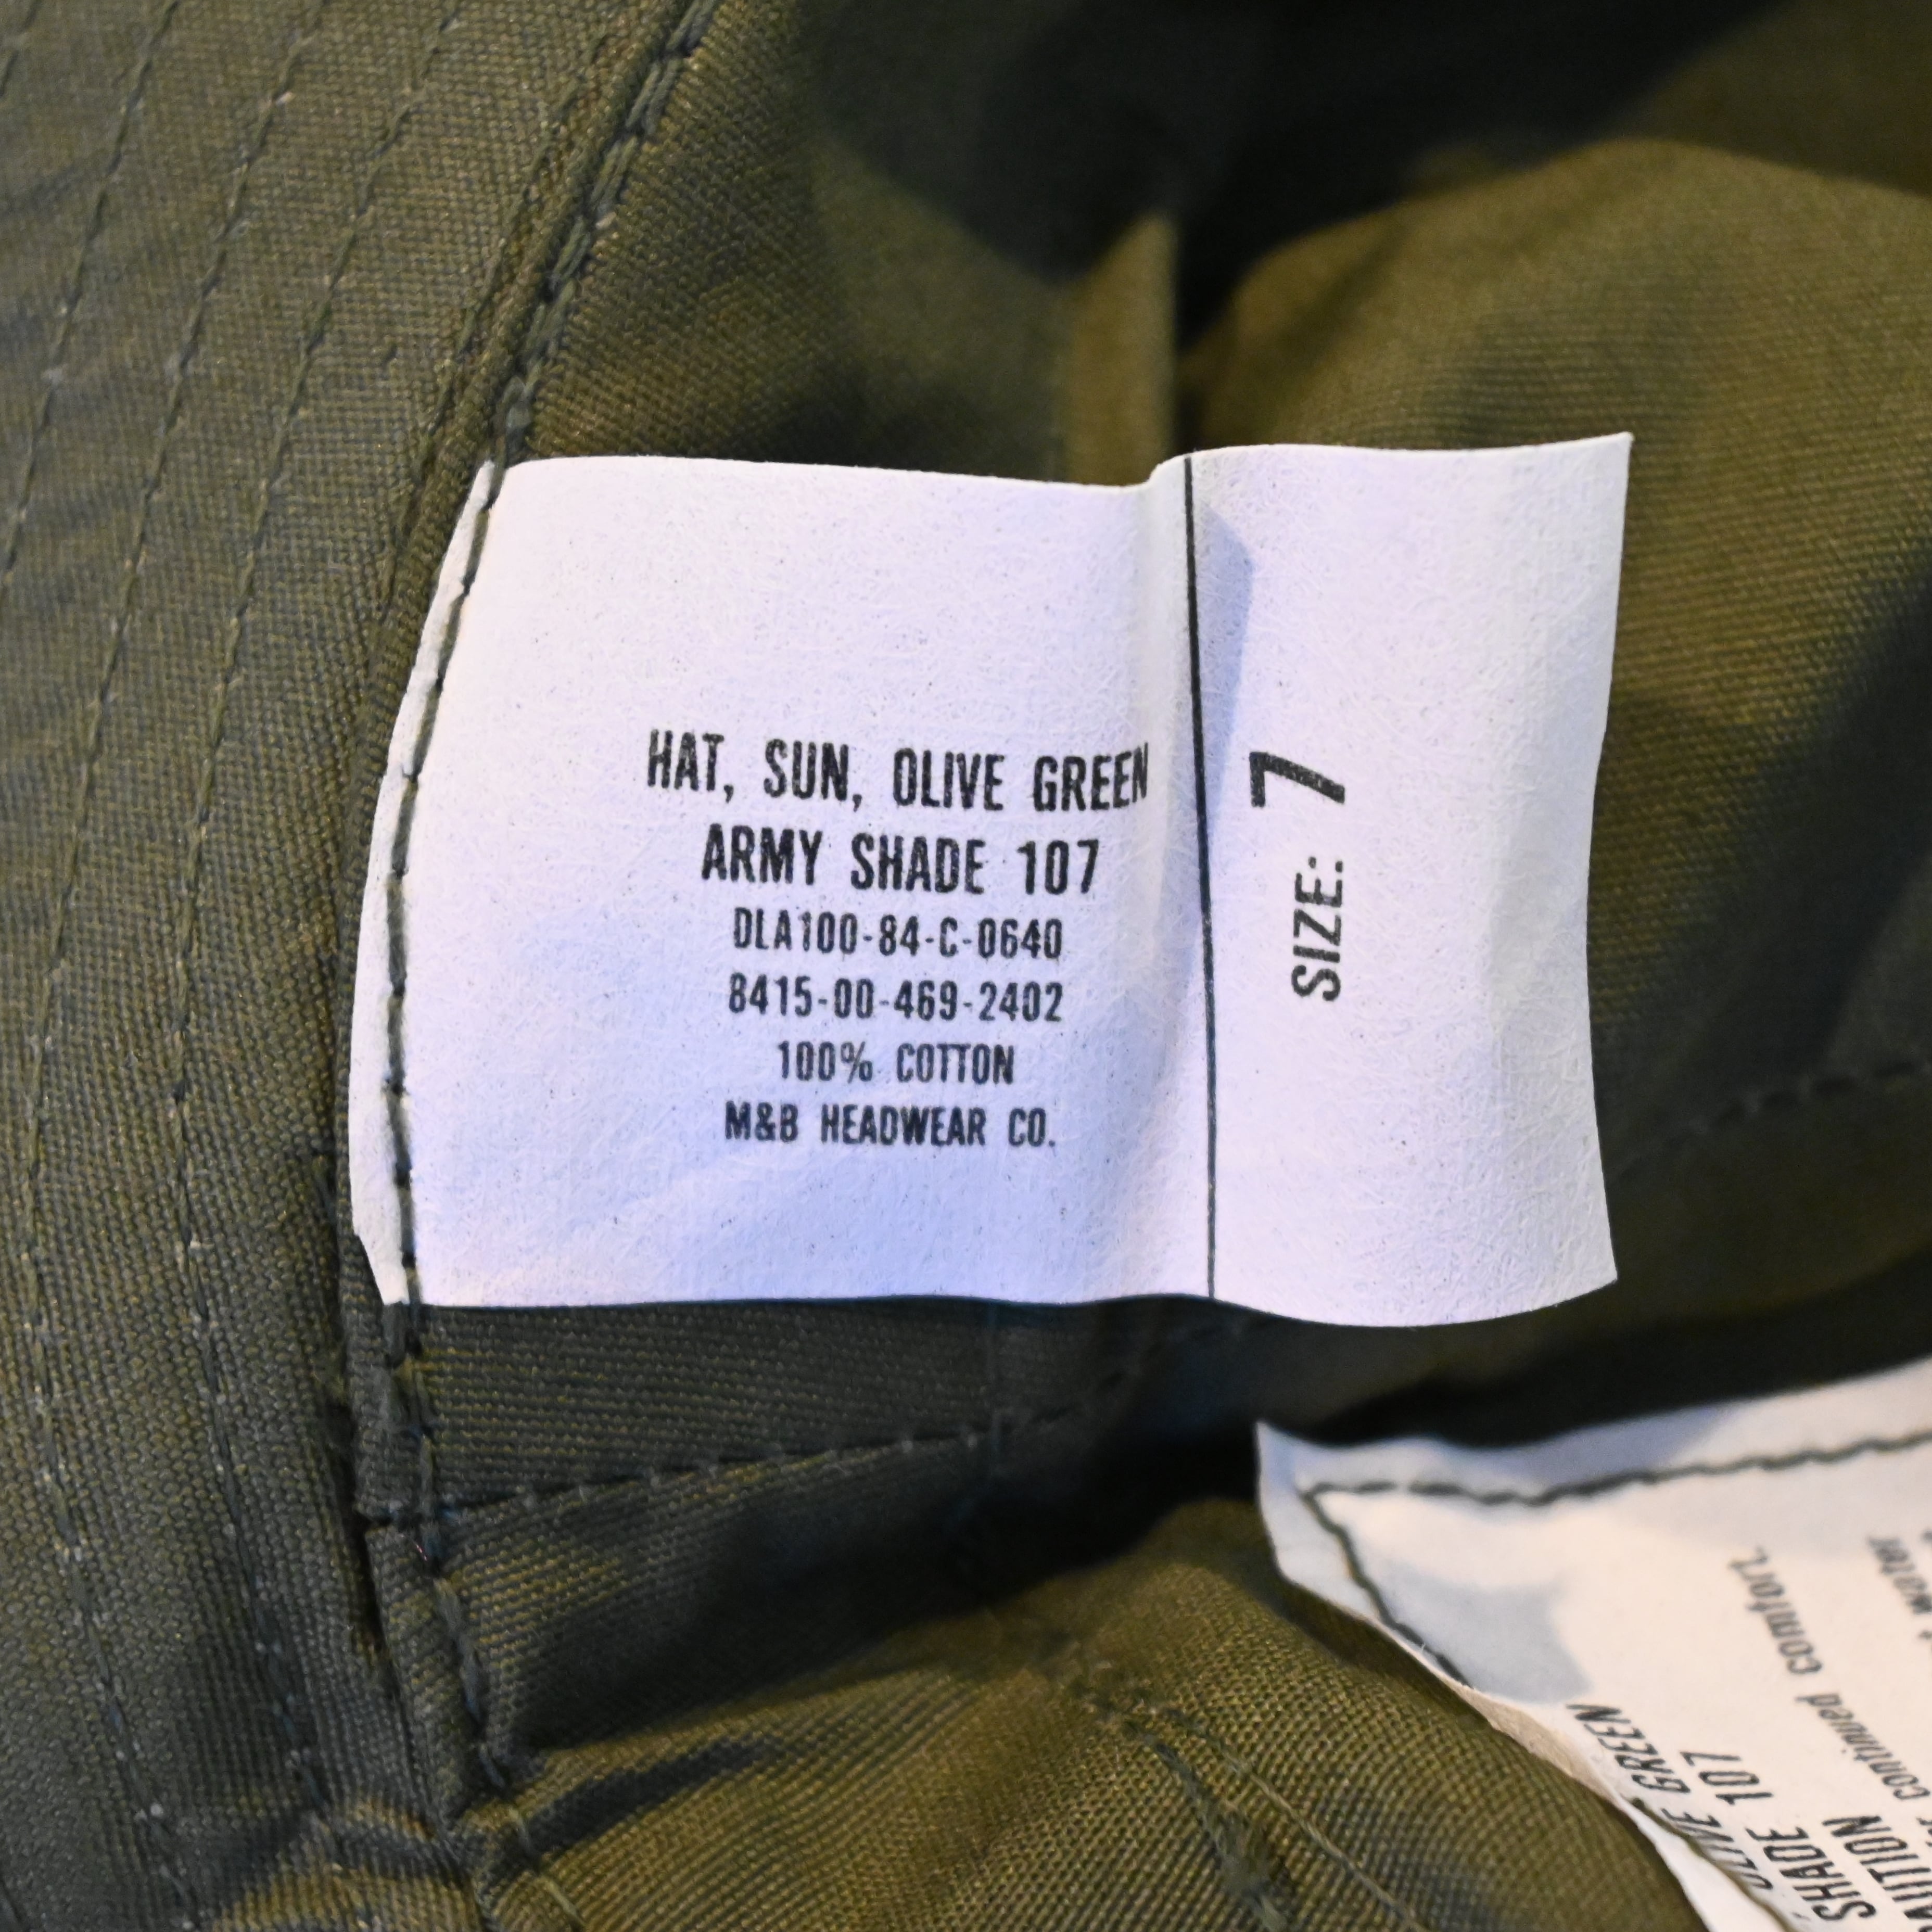 HAT, SUN, OLIVE GREEN
ARMY SHADE 107
DLA100-84-C-0640
8415-00-469-2402
100% COTTON
M&B HEADWEAR CO.
SIZE: 7
OLIVE GREEN
SHADE 107
continued comfort.
water